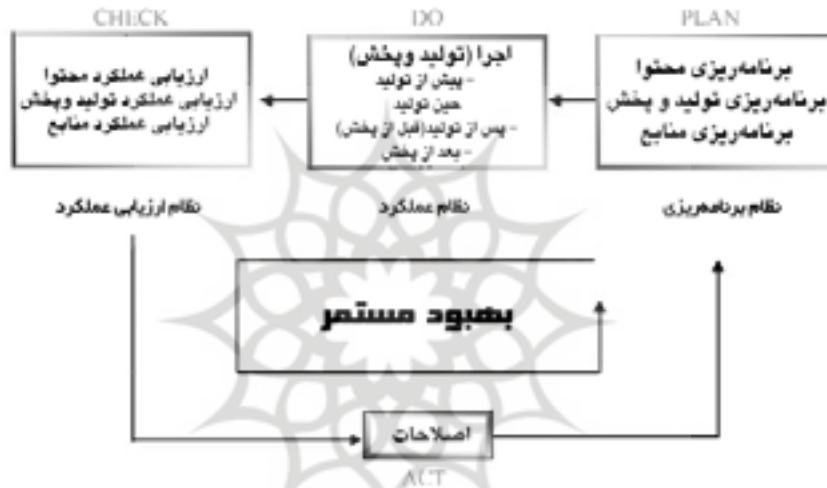 PLAN
برنامه‌ریزی محتوا
برنامه‌ریزی تولید و پخش
برنامه‌ریزی منابع
نظام برنامه‌ریزی
DO
اجرا (تولید وپخش)
- پیش از تولید
حین تولید
- پس از تولید(قبل از پخش)
- بعد از پخش
نظام عملکرد
CHECK
ارزیابی عملکرد محتوا
ارزیابی عملکرد تولید وپخش
ارزیابی عملکرد منابع
نظام ارزیابی عملکرد
بهبود مستمر
اصلاحات
ACT